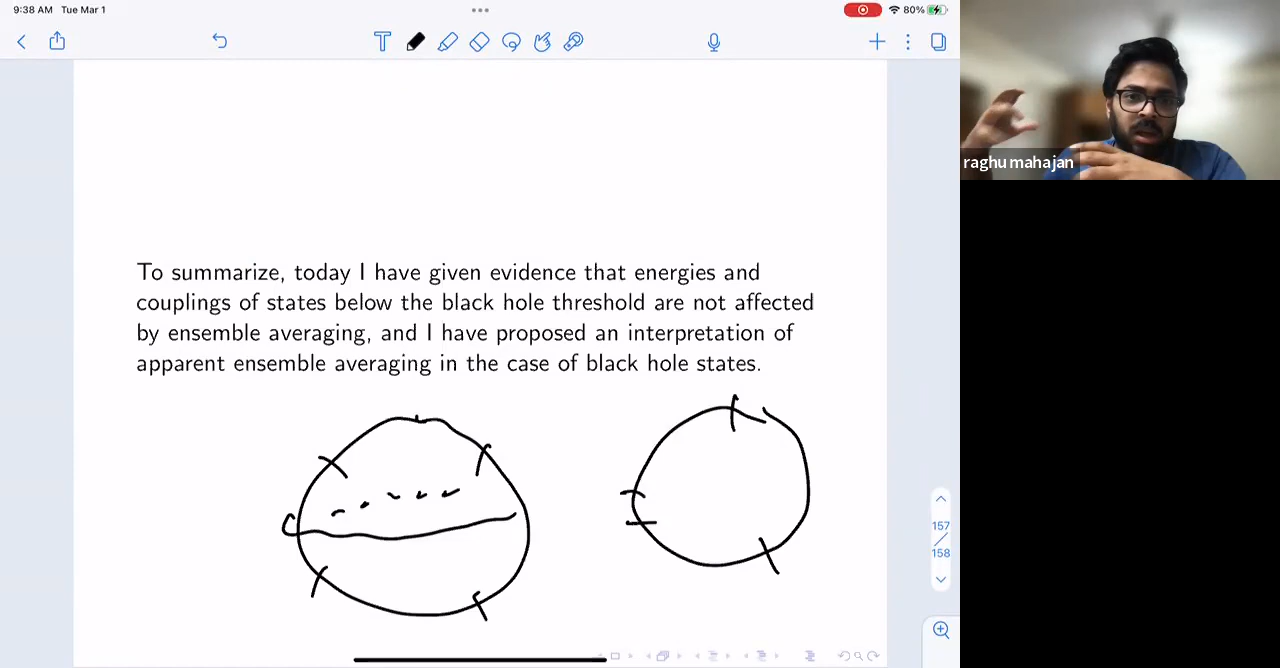 9:38 AM Tue Mar 1
80%
raghu mahajan
To summarize, today I have given evidence that energies and
couplings of states below the black hole threshold are not affected
by ensemble averaging, and I have proposed an interpretation of
apparent ensemble averaging in the case of black hole states.
157
158